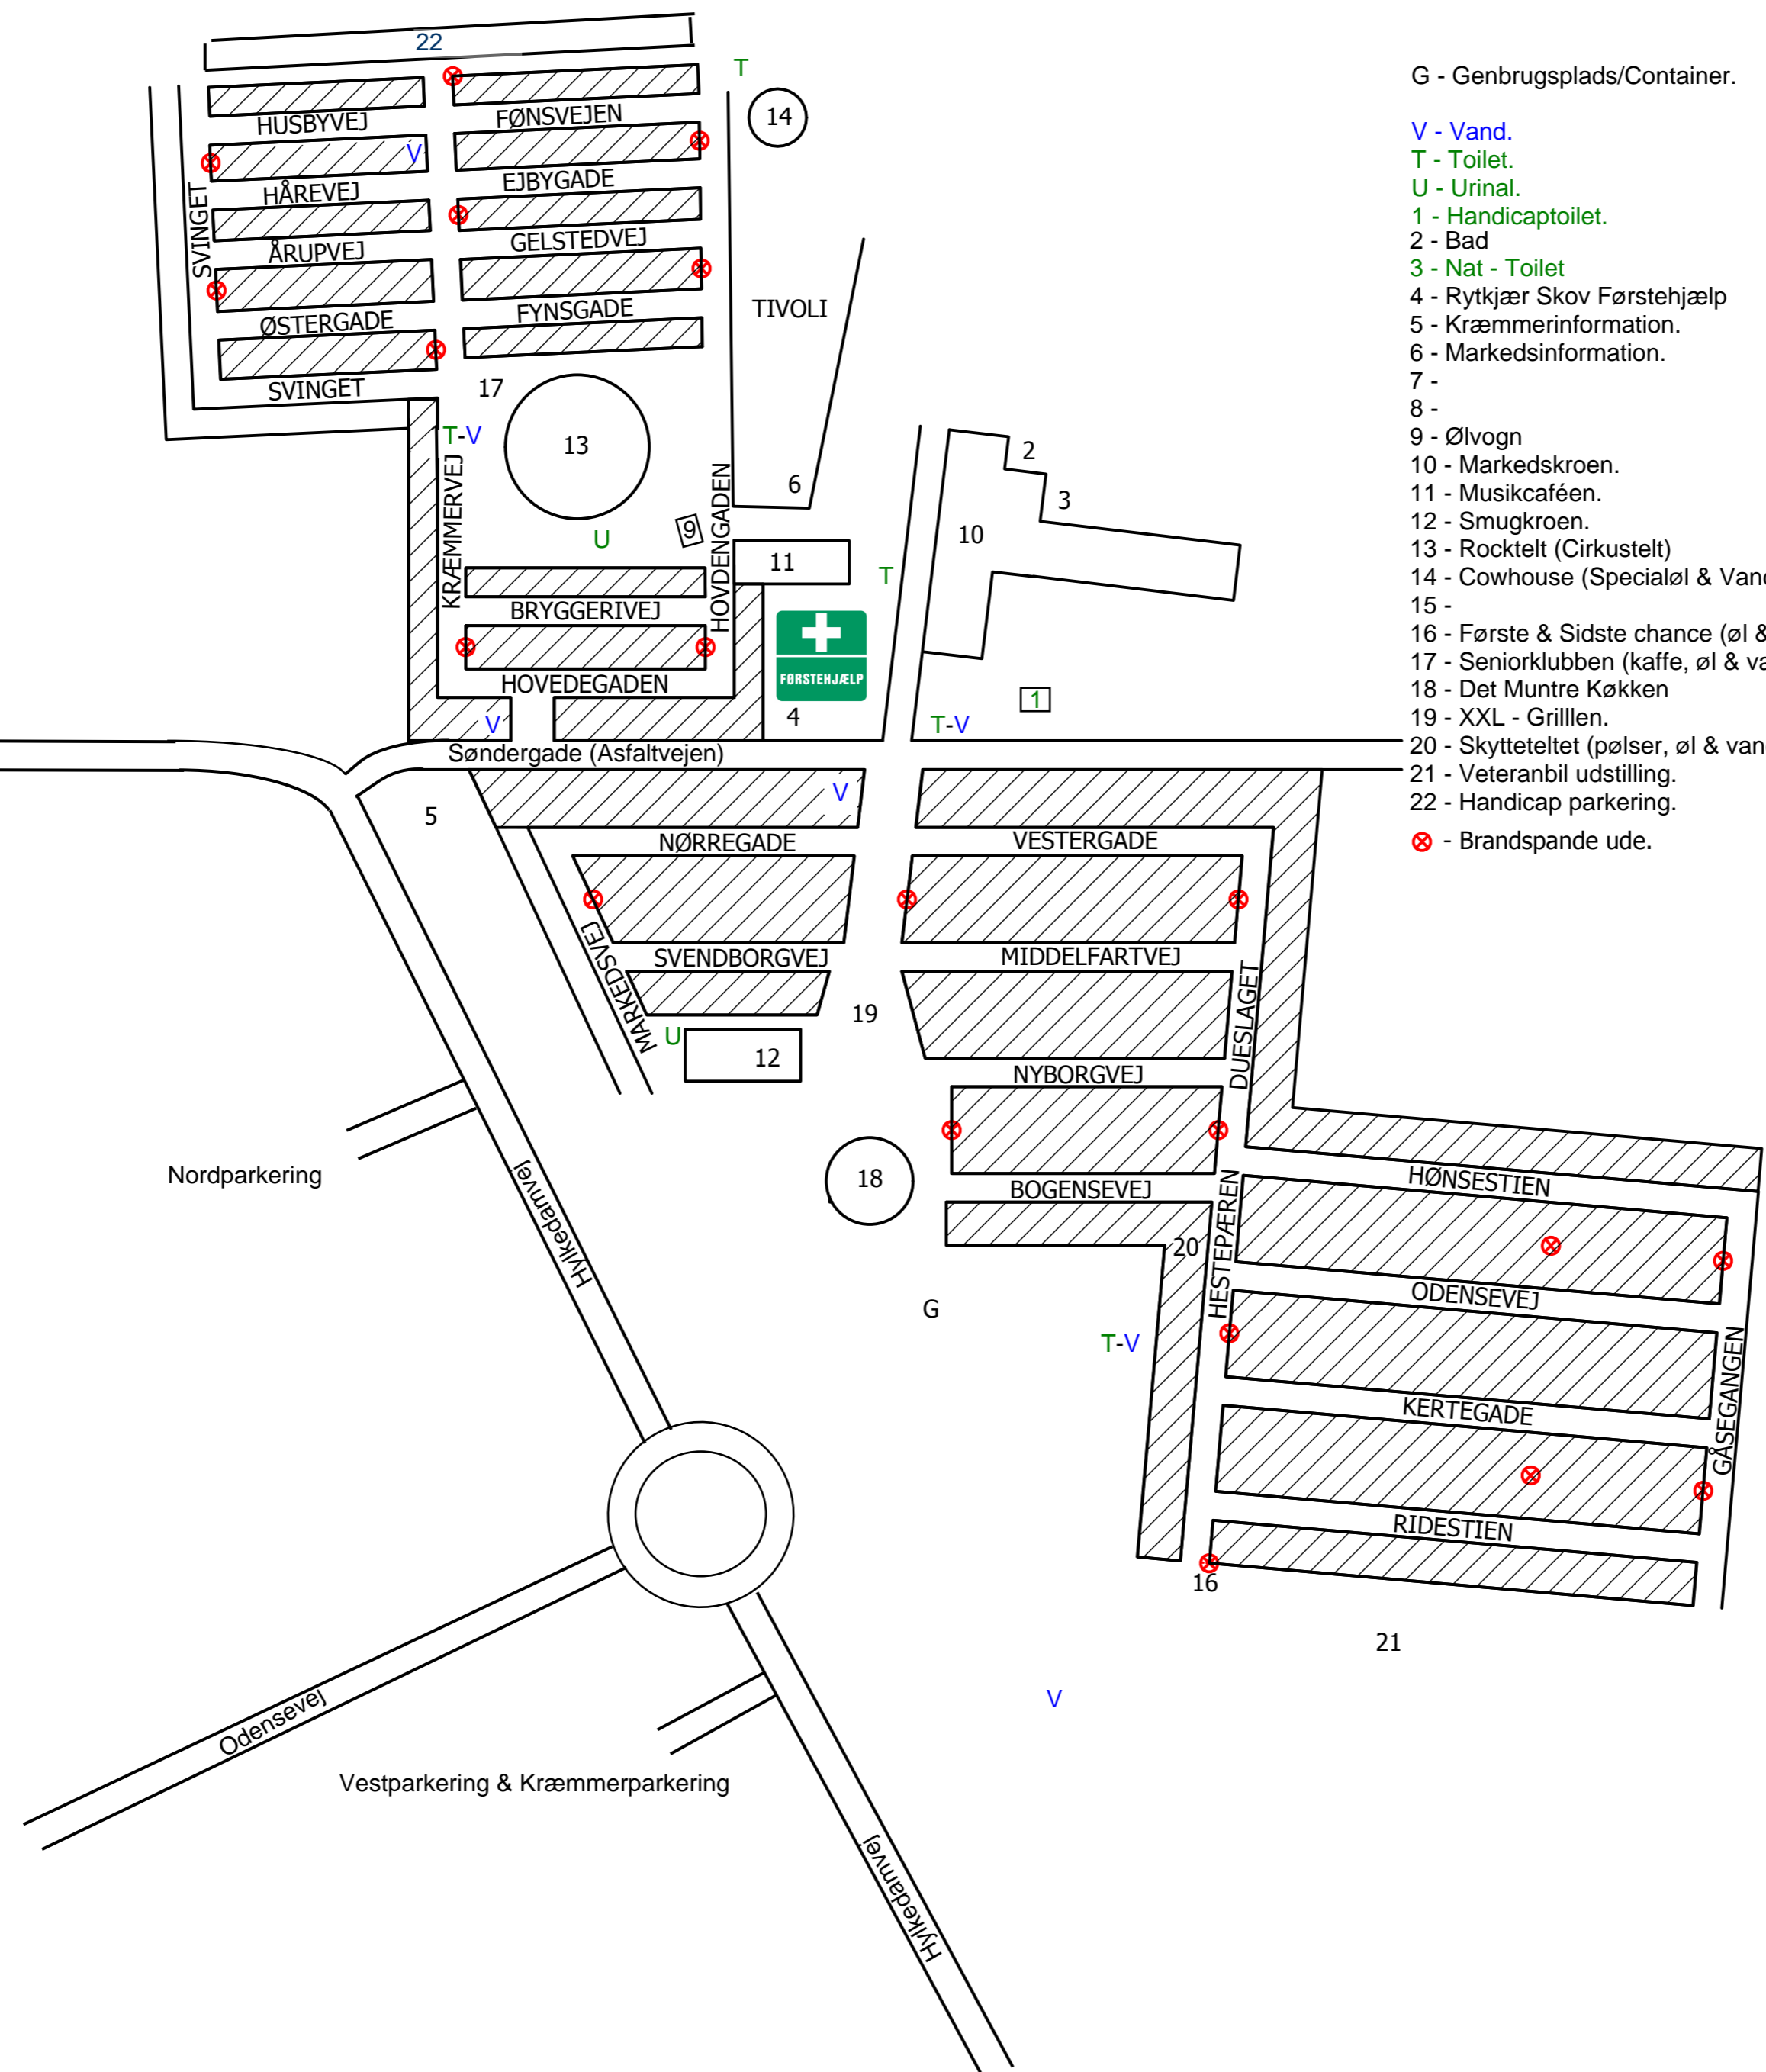 22
T
14
HUSBYVEJ
FØNSVEJEN
V
HÅREVEJ
EJBYGADE
SVINGET
ÅRUPVEJ
GELSTEDVEJ
ØSTERGADE
FYNSGADE
TIVOLI
SVINGET
17
T-V
13
KRÆMMERVEJ
HOVDENGADEN
6
9
U
11
BRYGGERIVEJ
HOVEDEGADEN
V
FØRSTEHJÆLP
4
2
3
10
T
1
T-V
G - Genbrugsplads/Container.
V - Vand.
T - Toilet.
U - Urinal.
1 - Handicaptoilet.
2 - Bad
3 - Nat - Toilet
4 - Rytkjær Skov Førstehjælp
5 - Kræmmerinformation.
6 - Markedsinformation.
7 -
8 -
9 - Ølvogn
10 - Markedskroen.
11 - Musikcaféen.
12 - Smugkroen.
13 - Rocktelt (Cirkustelt)
14 - Cowhouse (Specialøl & Vand
15 -
16 - Første & Sidste chance (øl &
17 - Seniorklubben (kaffe, øl & va
18 - Det Muntre Køkken
19 - XXL - Grilllen.
20 - Skytteteltet (pølser, øl & vand
21 - Veteranbil udstilling.
22 - Handicap parkering.
- Brandspande ude.
Søndergade (Asfaltvejen)
5
V
NØRREGADE
VESTERGADE
MARKEDSVEJ
SVENDBORGVEJ
MIDDELFARTVEJ
DUESLAGET
19
U
12
NYBORGVEJ
Nordparkering
Hylkedamvej
18
BOGENSEVEJ
HESTEPÆREN
HØNSESTIEN
20
G
ODENSEVEJ
T-V
GÅSEGANGEN
KERTEGADE
RIDESTIEN
16
21
V
Odensevej
Vestparkering & Kræmmerparkering
Hylkedamvej